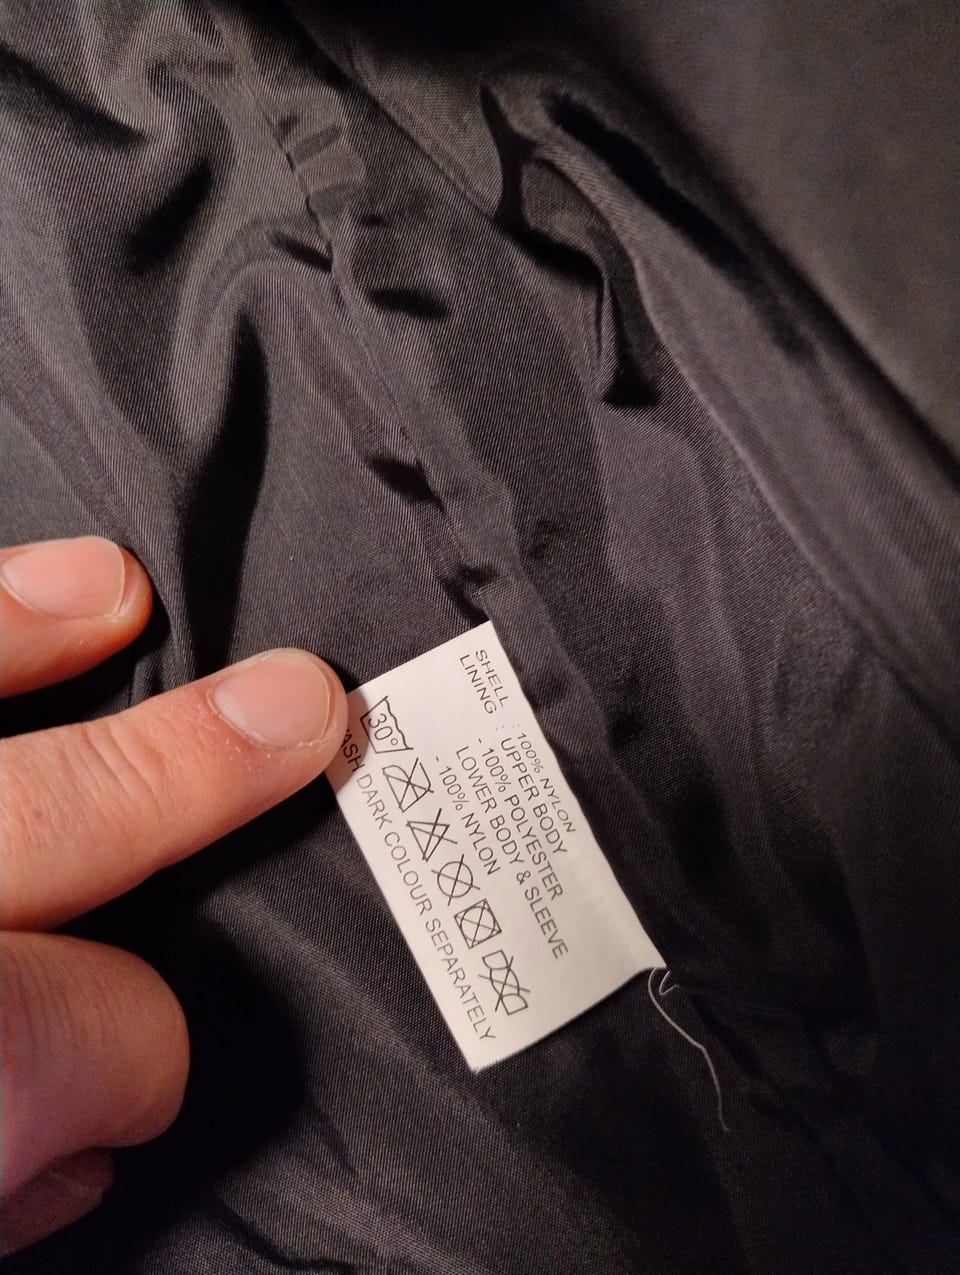 SHELL : 100% NYLON
LINING : UPPER BODY
- 100% POLYESTER
LOWER BODY & SLEEVE
- 100% NYLON
30°
DARK COLOUR SEPARATELY